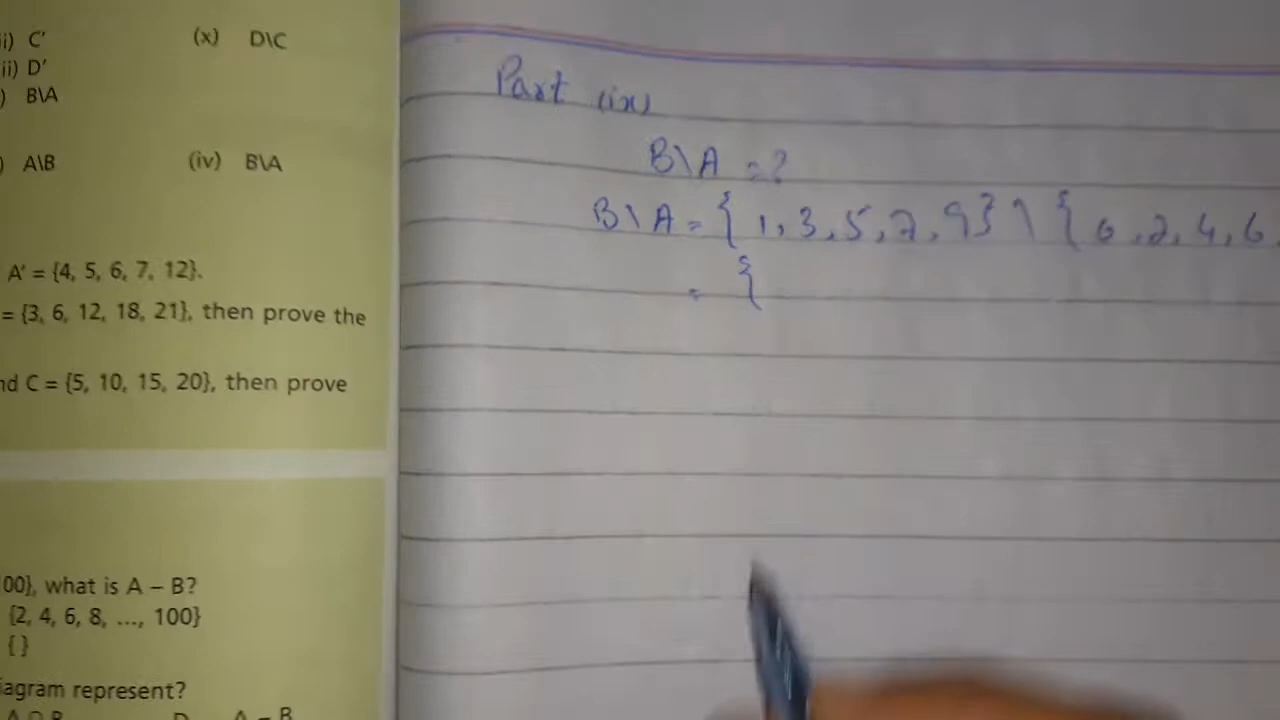 i) C′ (x) D\C
ii) D′
) B\A
) A\B (iv) B\A
A′ = {4, 5, 6, 7, 12}.
= {3, 6, 12, 18, 21}, then prove the
nd C = {5, 10, 15, 20}, then prove
00}, what is A – B?
{2, 4, 6, 8, ..., 100}
{ }
iagram represent?
Part (ix)
B\A = ?
B\A = {1, 3, 5, 7, 9} \ {0, 2, 4, 6
= {